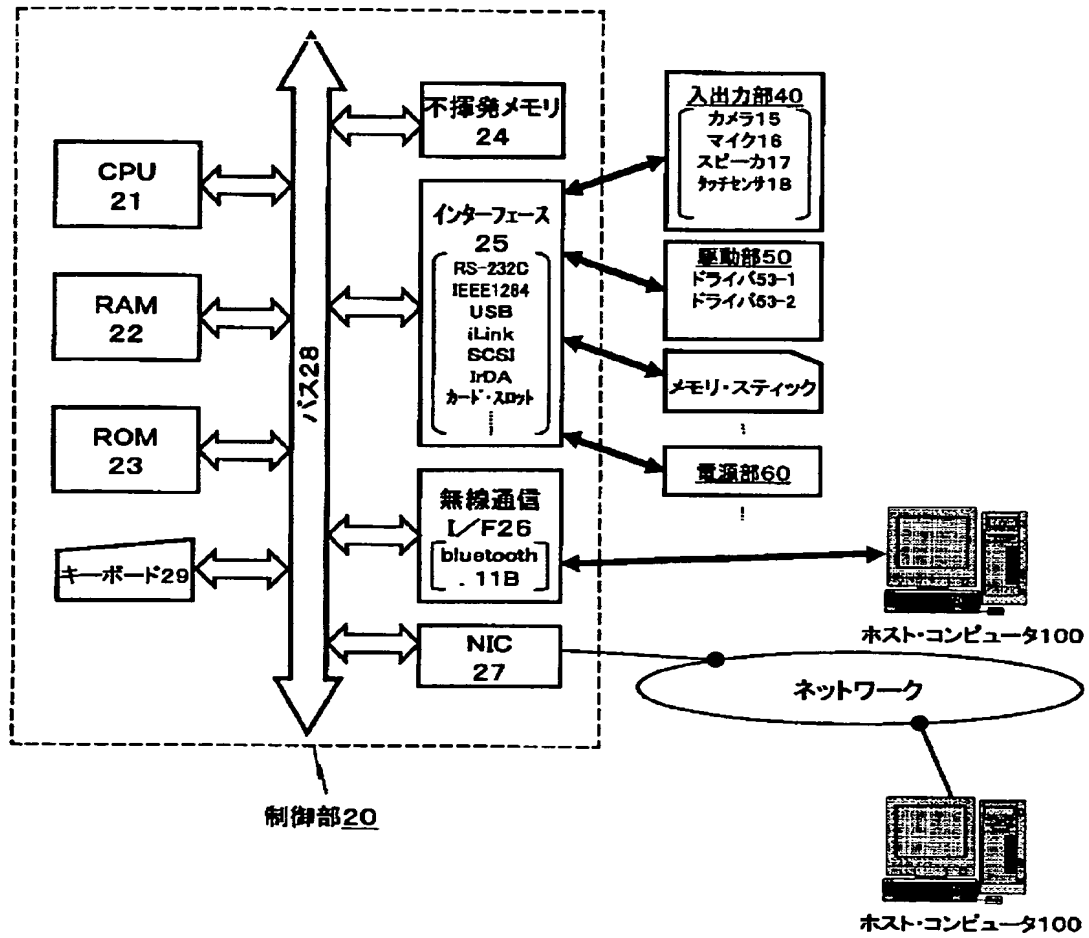 CPU
21
RAM
22
ROM
23
キーボード29
バス28
不揮発メモリ
24
インターフェース
25
RS-232C
IEEE1284
USB
iLink
SCSI
IrDA
カード・スロット
無線通信
I/F26
bluetooth
.11B
NIC
27
入出力部40
カメラ15
マイク16
スピーカ17
タッチセンサ18
駆動部50
ドライバ53-1
ドライバ53-2
メモリ・スティック
電源部60
ホスト・コンピュータ100
ネットワーク
制御部20
ホスト・コンピュータ100